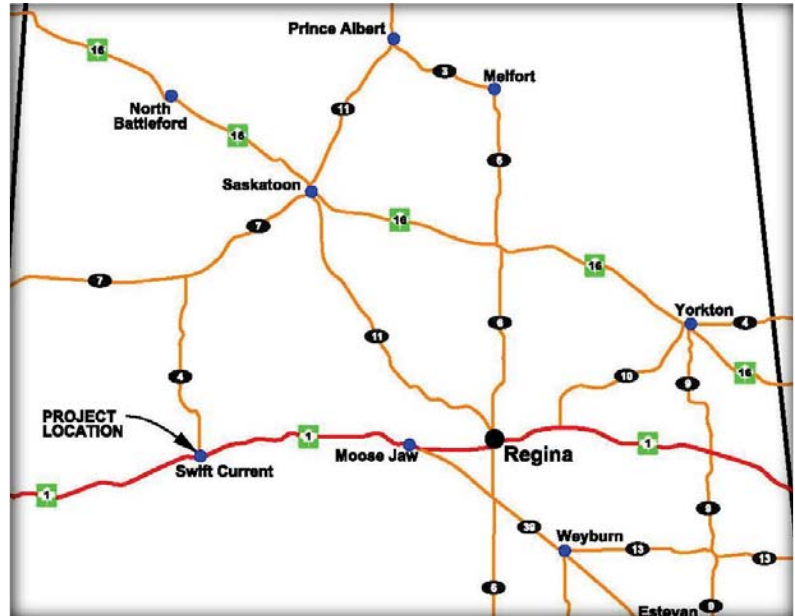 Prince Albert
16
3
Melfort
North
Battleford
11
16
6
Saskatoon
7
16
16
7
11
6
Yorkton
4
4
10
9
16
PROJECT
LOCATION
1
Moose Jaw
Regina
1
Swift Current
1
9
39
Weyburn
13
13
6
Estevan
9